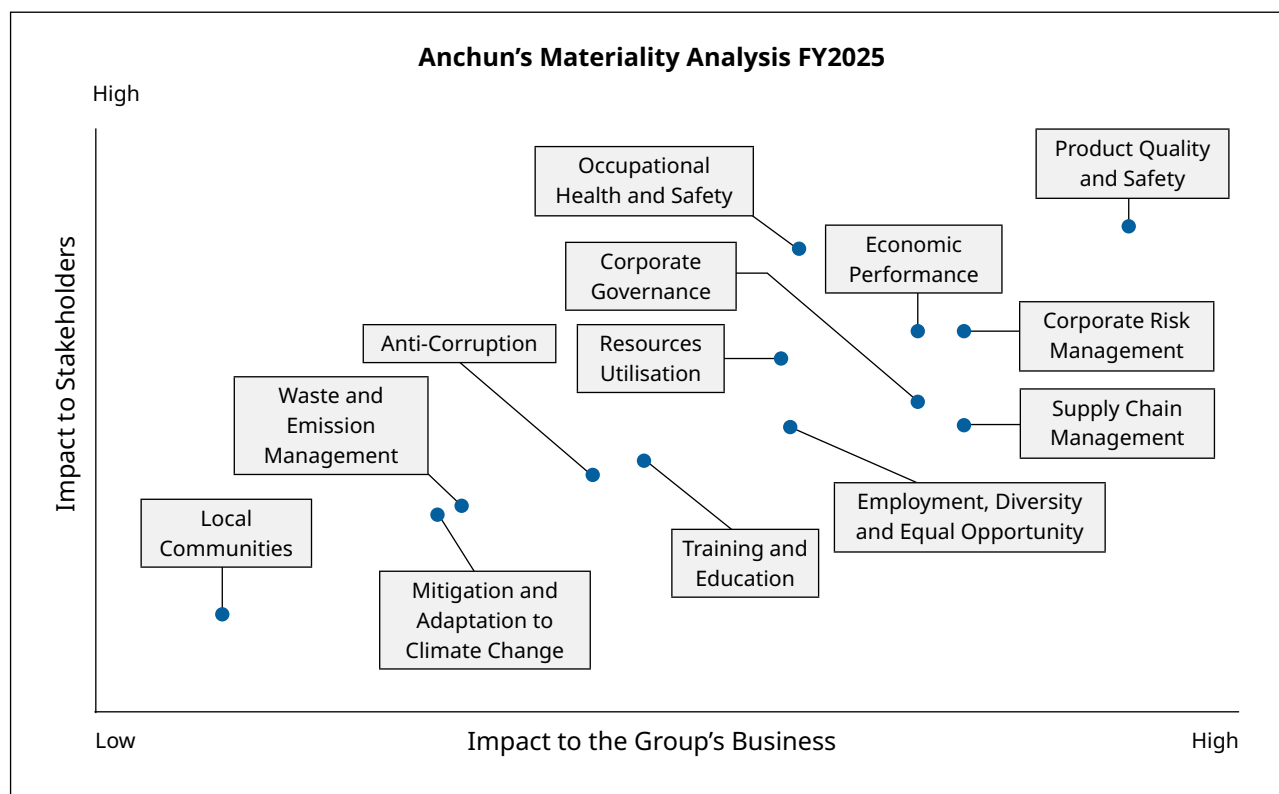 Anchun’s Materiality Analysis FY2025
High
Impact to Stakeholders
Product Quality
and Safety
Occupational
Health and Safety
Economic
Performance
Corporate
Governance
Corporate Risk
Management
Anti-Corruption
Resources
Utilisation
Waste and
Emission
Management
Supply Chain
Management
Employment, Diversity
and Equal Opportunity
Local
Communities
Training and
Education
Mitigation and
Adaptation to
Climate Change
Low
Impact to the Group’s Business
High